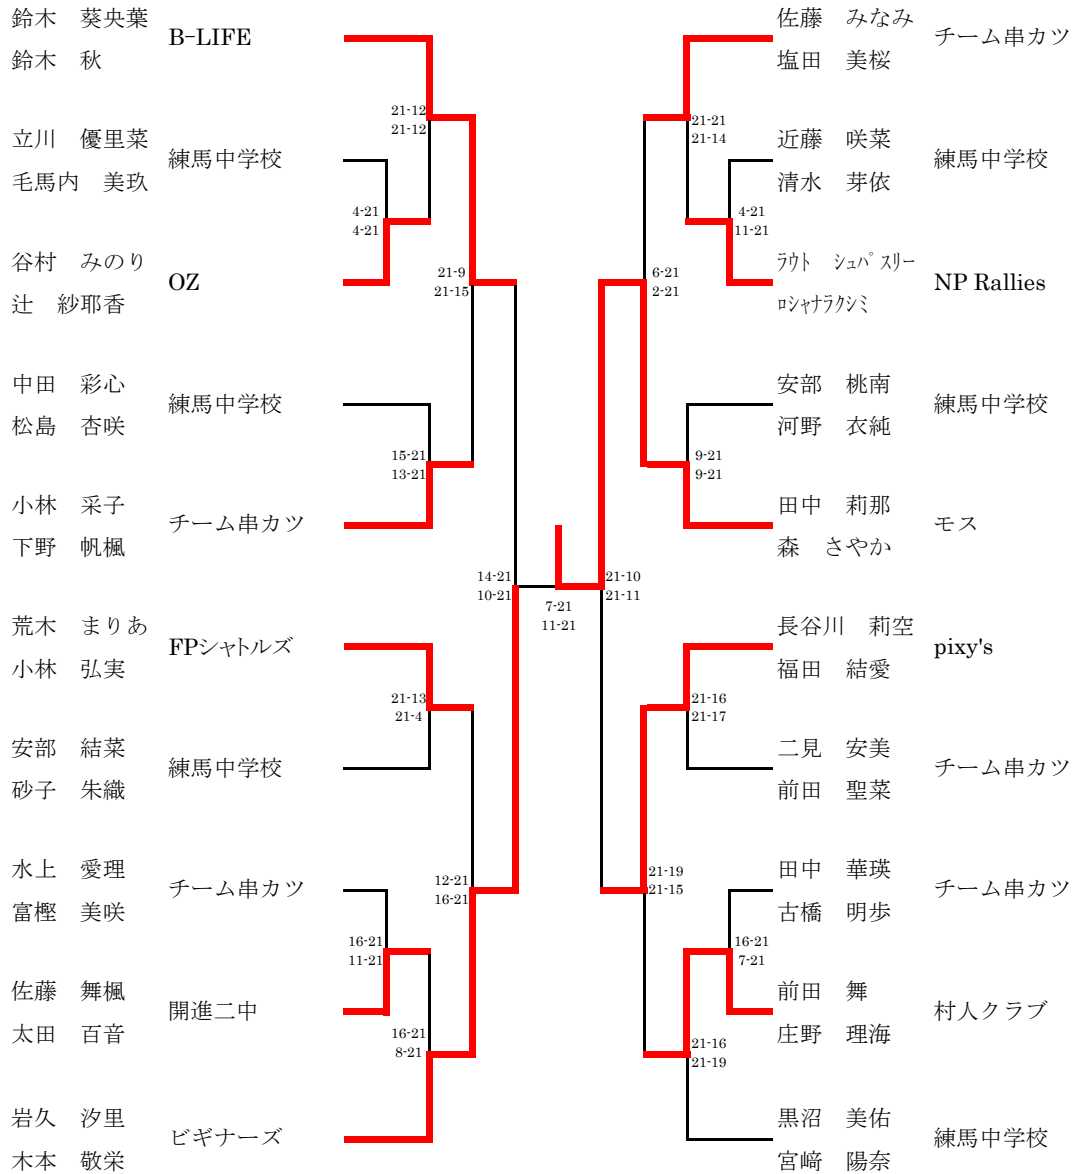 鈴木　葵央葉
B-LIFE
鈴木　秋
21-12
21-12
立川　優里菜
練馬中学校
毛馬内　美玖
4-21
4-21
谷村　みのり
OZ
辻　紗耶香
21-9
21-15
中田　彩心
練馬中学校
松島　杏咲
15-21
13-21
小林　采子
チーム串カツ
下野　帆楓
14-21
10-21
荒木　まりあ
FPシャトルズ
小林　弘実
21-13
21-4
安部　結菜
練馬中学校
砂子　朱織
水上　愛理
チーム串カツ
富樫　美咲
12-21
16-21
16-21
11-21
佐藤　舞楓
開進二中
太田　百音
16-21
8-21
岩久　汐里
ビギナーズ
木本　敬栄
7-21
11-21
佐藤　みなみ
チーム串カツ
塩田　美桜
21-21
21-14
近藤　咲菜
練馬中学校
清水　芽依
4-21
11-21
ラウト　シュパスリー
NP Rallies
ロシャナラクシミ
6-21
2-21
安部　桃南
練馬中学校
河野　衣純
9-21
9-21
田中　莉那
モス
森　さやか
21-10
21-11
長谷川　莉空
pixy's
福田　結愛
21-16
21-17
二見　安美
チーム串カツ
前田　聖菜
21-19
21-15
田中　華瑛
チーム串カツ
古橋　明歩
16-21
7-21
前田　舞
村人クラブ
庄野　理海
21-16
21-19
黒沼　美佑
練馬中学校
宮﨑　陽奈